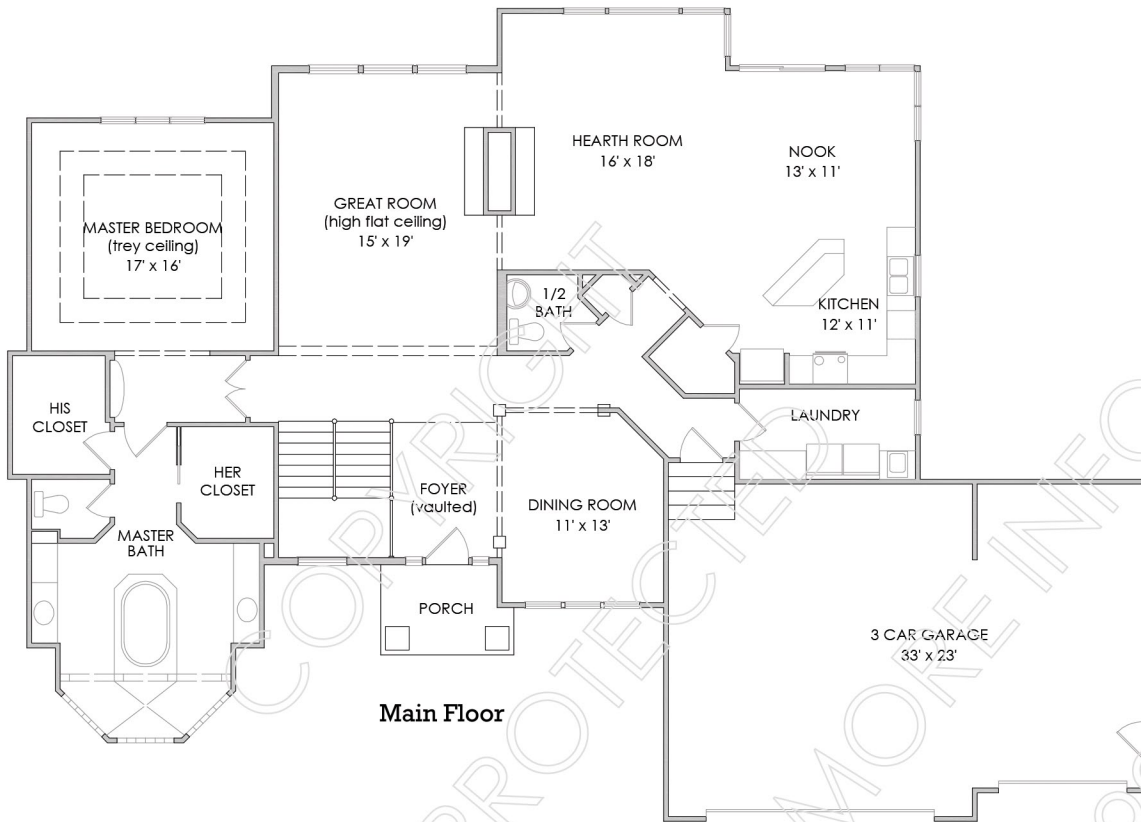 HEARTH ROOM
16' x 18'
NOOK
13' x 11'
GREAT ROOM
(high flat ceiling)
15' x 19'
MASTER BEDROOM
(trey ceiling)
17' x 16'
1/2
BATH
KITCHEN
12' x 11'
HIS
CLOSET
LAUNDRY
HER
CLOSET
FOYER
(vaulted)
DINING ROOM
11' x 13'
MASTER
BATH
PORCH
3 CAR GARAGE
33' x 23'
Main Floor
COPYRIGHT
PROTECTED
MORE INFO